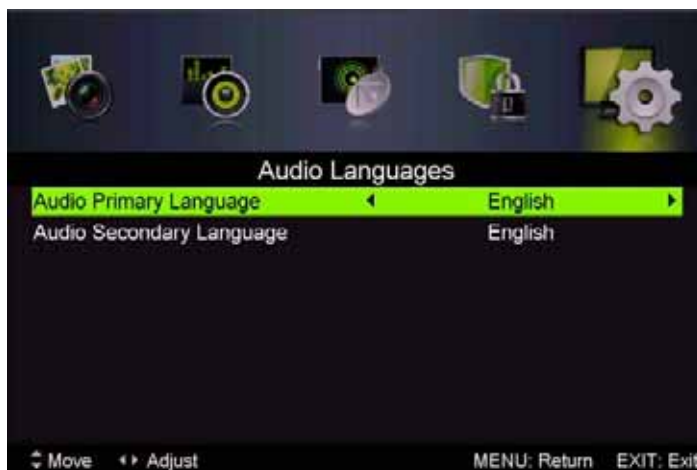 Audio Languages
Audio Primary Language English
Audio Secondary Language English
Move Adjust MENU: Return EXIT: Exit